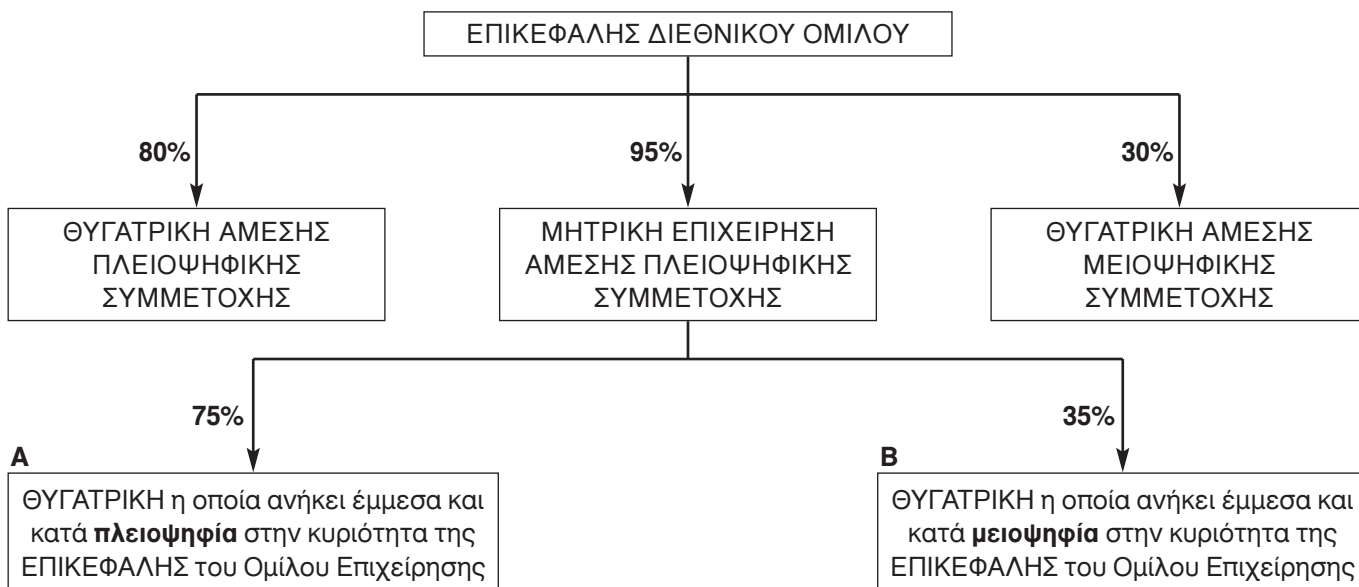 ΕΠΙΚΕΦΑΛΗΣ ΔΙΕΘΝΙΚΟΥ ΟΜΙΛΟΥ
80%
95%
30%
ΘΥΓΑΤΡΙΚΗ ΑΜΕΣΗΣ
ΠΛΕΙΟΨΗΦΙΚΗΣ
ΣΥΜΜΕΤΟΧΗΣ
ΜΗΤΡΙΚΗ ΕΠΙΧΕΙΡΗΣΗ
ΑΜΕΣΗΣ ΠΛΕΙΟΨΗΦΙΚΗΣ
ΣΥΜΜΕΤΟΧΗΣ
ΘΥΓΑΤΡΙΚΗ ΑΜΕΣΗΣ
ΜΕΙΟΨΗΦΙΚΗΣ
ΣΥΜΜΕΤΟΧΗΣ
75%
35%
Α
ΘΥΓΑΤΡΙΚΗ η οποία ανήκει έμμεσα και
κατά πλειοψηφία στην κυριότητα της
ΕΠΙΚΕΦΑΛΗΣ του Ομίλου Επιχείρησης
Β
ΘΥΓΑΤΡΙΚΗ η οποία ανήκει έμμεσα και
κατά μειοψηφία στην κυριότητα της
ΕΠΙΚΕΦΑΛΗΣ του Ομίλου Επιχείρησης